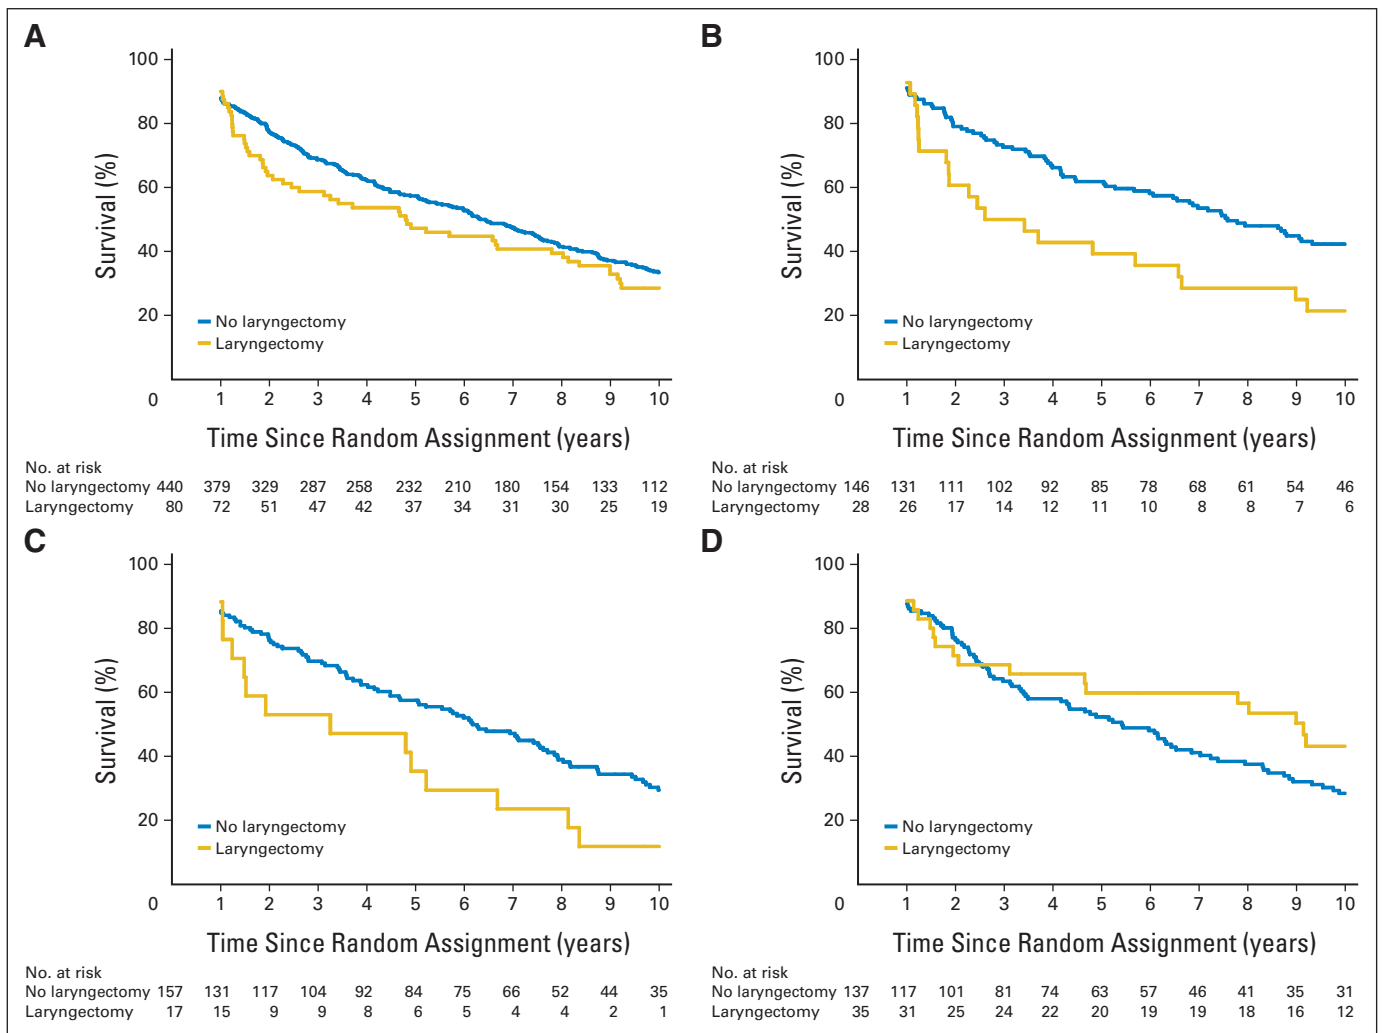 A
Survival (%)
100
80
60
40
20
No laryngectomy
Laryngectomy
0 1 2 3 4 5 6 7 8 9 10
Time Since Random Assignment (years)
No. at risk
No laryngectomy 440 379 329 287 258 232 210 180 154 133 112
Laryngectomy 80 72 51 47 42 37 34 31 30 25 19
B
Survival (%)
100
80
60
40
20
No laryngectomy
Laryngectomy
0 1 2 3 4 5 6 7 8 9 10
Time Since Random Assignment (years)
No. at risk
No laryngectomy 146 131 111 102 92 85 78 68 61 54 46
Laryngectomy 28 26 17 14 12 11 10 8 8 7 6
C
Survival (%)
100
80
60
40
20
No laryngectomy
Laryngectomy
0 1 2 3 4 5 6 7 8 9 10
Time Since Random Assignment (years)
No. at risk
No laryngectomy 157 131 117 104 92 84 75 66 52 44 35
Laryngectomy 17 15 9 9 8 6 5 4 4 2 1
D
Survival (%)
100
80
60
40
20
No laryngectomy
Laryngectomy
0 1 2 3 4 5 6 7 8 9 10
Time Since Random Assignment (years)
No. at risk
No laryngectomy 137 117 101 81 74 63 57 46 41 35 31
Laryngectomy 35 31 25 24 22 20 19 19 18 16 12